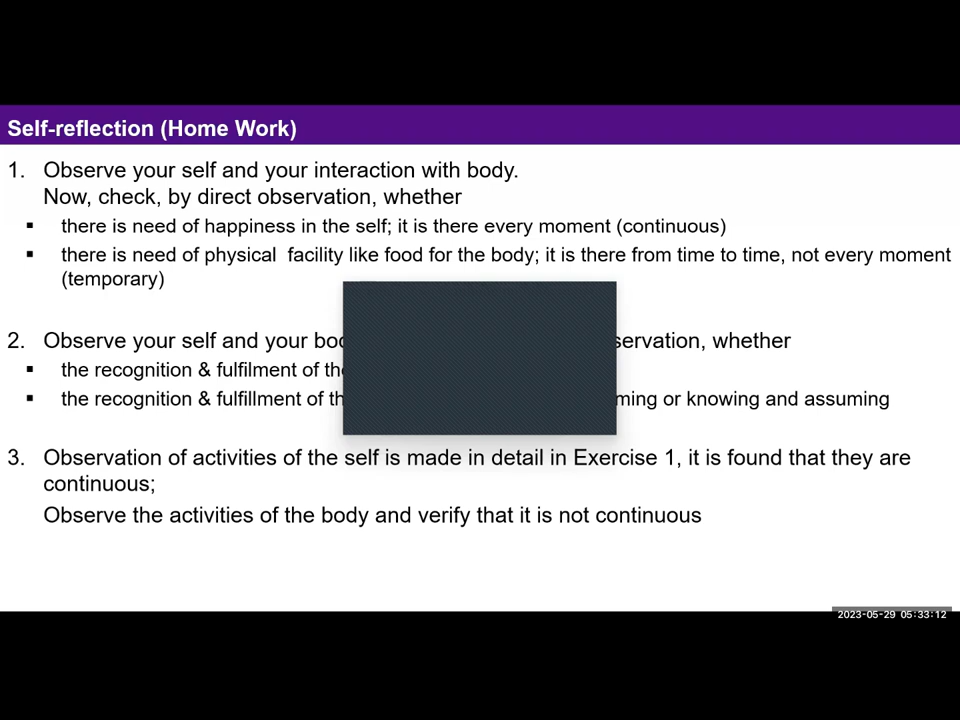 Self-reflection (Home Work)
1. Observe your self and your interaction with body.
Now, check, by direct observation, whether
▪ there is need of happiness in the self; it is there every moment (continuous)
▪ there is need of physical facility like food for the body; it is there from time to time, not every moment
(temporary)
2. Observe your self and your whether
▪ the recognition & fulfilment of
▪ the recognition & fulfillment of or knowing and assuming
3. Observation of activities of the self is made in detail in Exercise 1, it is found that they are
continuous;
Observe the activities of the body and verify that it is not continuous
2023-05-29 05:33:12